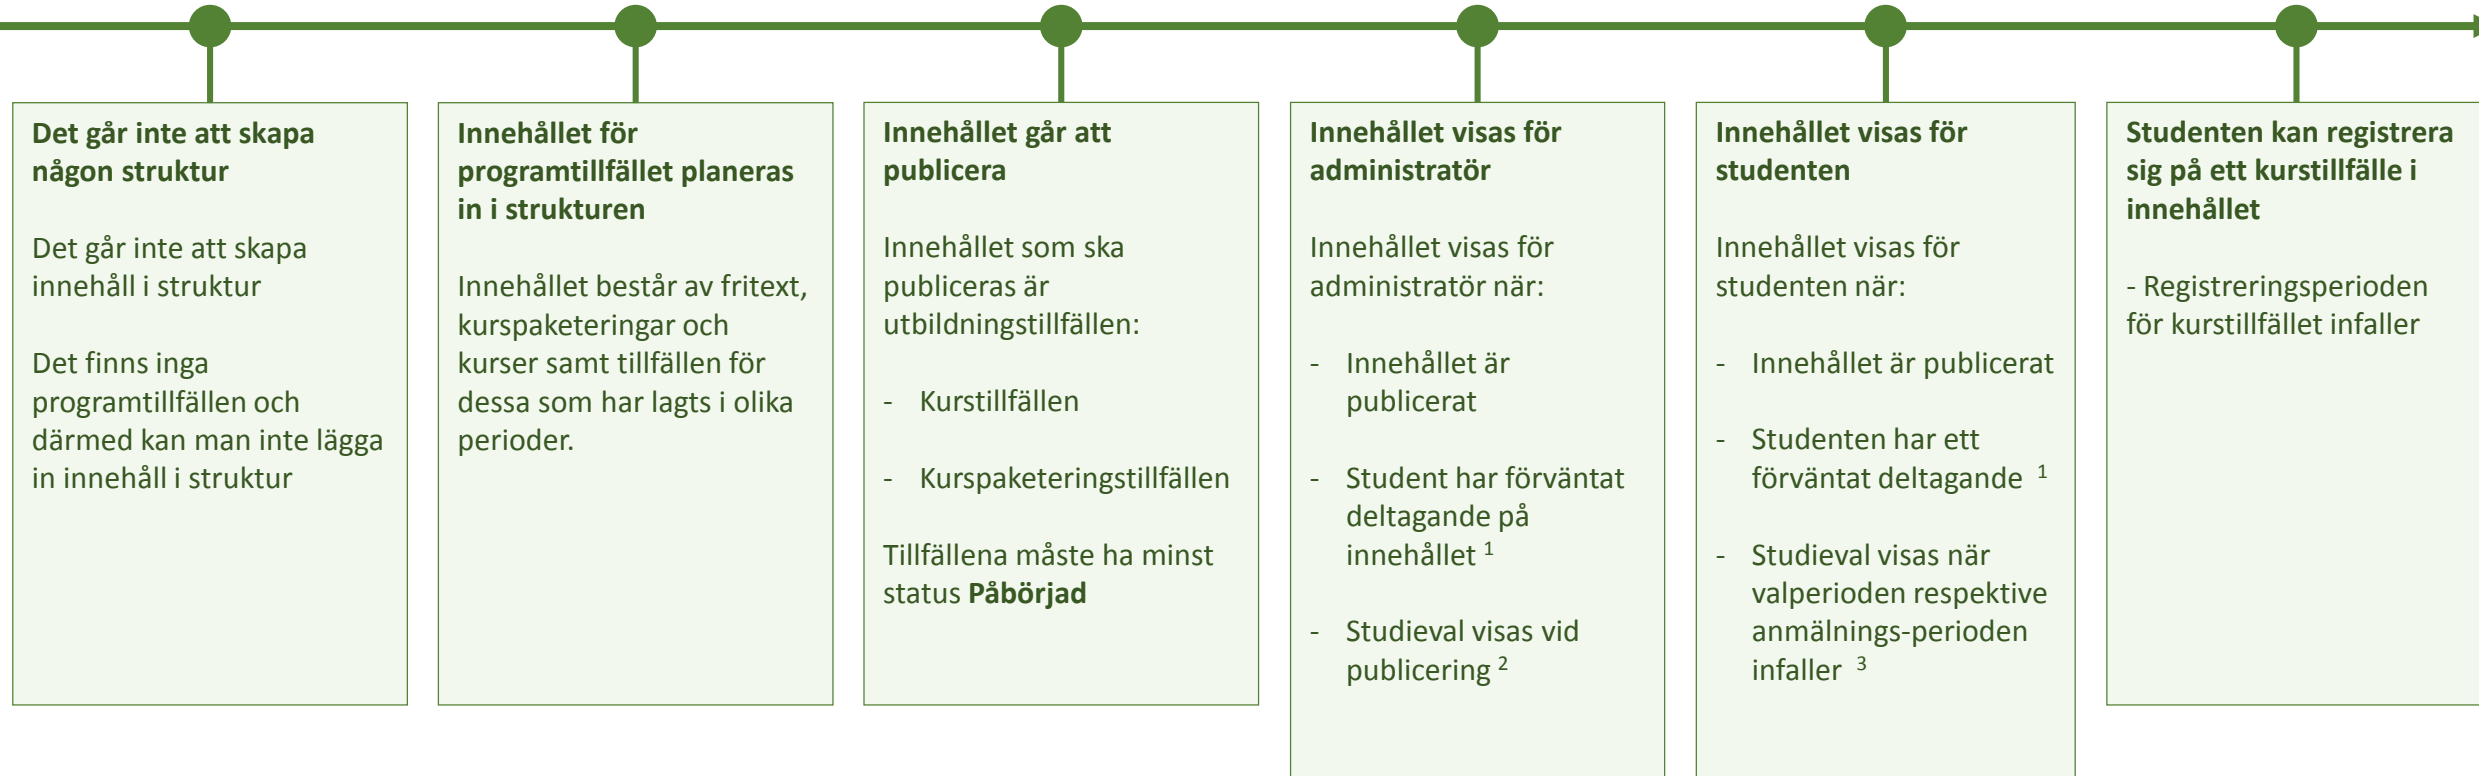 Det går inte att skapa
någon struktur
Det går inte att skapa
innehåll i struktur
Det finns inga
programtillfällen och
därmed kan man inte lägga
in innehåll i struktur
Innehållet för
programtillfället planeras
in i strukturen
Innehållet består av fritext,
kurspaketeringar och
kurser samt tillfällen för
dessa som har lagts i olika
perioder.
Innehållet går att
publicera
Innehållet som ska
publiceras är
utbildningstillfällen:
- Kurstillfällen
- Kurspaketeringstillfällen
Tillfällena måste ha minst
status Påbörjad
Innehållet visas för
administratör
Innehållet visas för
administratör när:
- Innehållet är
publicerat
- Student har förväntat
deltagande på
innehållet 1
- Studieval visas vid
publicering 2
Innehållet visas för
studenten
Innehållet visas för
studenten när:
- Innehållet är publicerat
- Studenten har ett
förväntat deltagande 1
- Studieval visas när
valperioden respektive
anmälnings-perioden
infaller 3
Studenten kan registrera
sig på ett kurstillfälle i
innehållet
- Registreringsperioden
för kurstillfället infaller